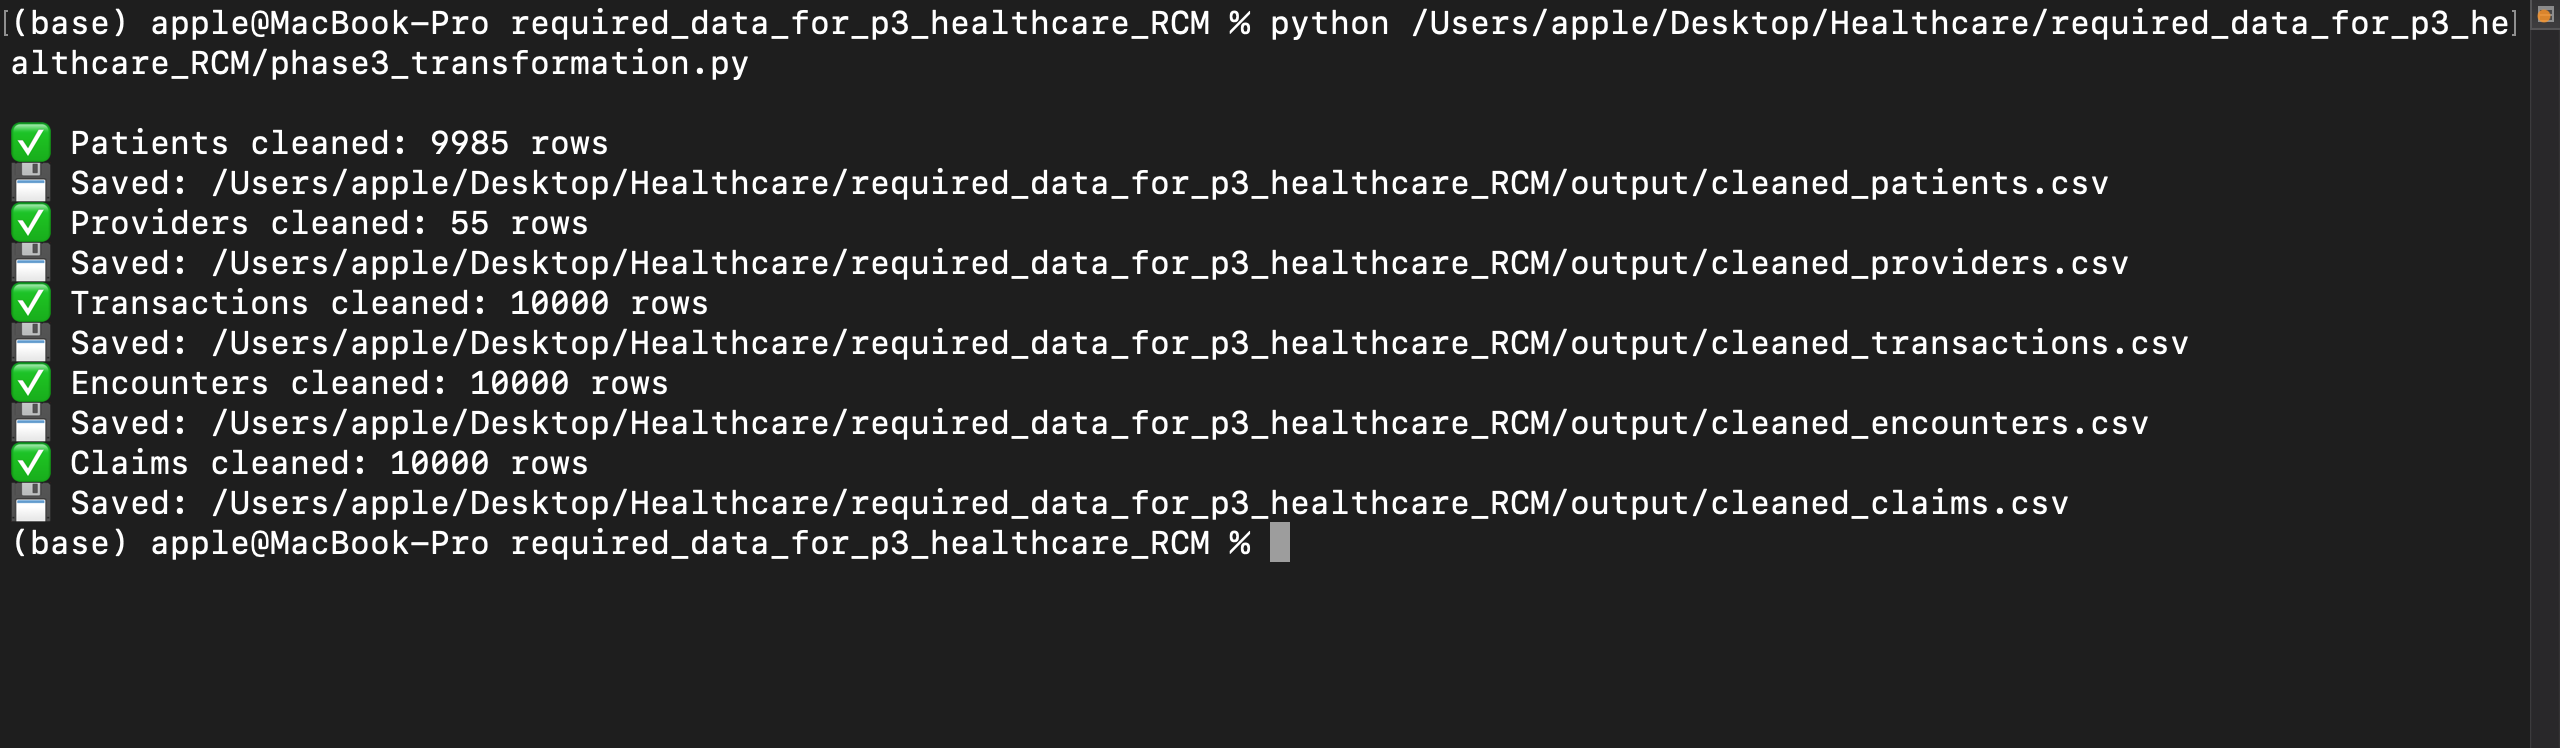 [(base) apple@MacBook-Pro required_data_for_p3_healthcare_RCM % python /Users/apple/Desktop/Healthcare/required_data_for_p3_he]
althcare_RCM/phase3_transformation.py
✅ Patients cleaned: 9985 rows
💾 Saved: /Users/apple/Desktop/Healthcare/required_data_for_p3_healthcare_RCM/output/cleaned_patients.csv
✅ Providers cleaned: 55 rows
💾 Saved: /Users/apple/Desktop/Healthcare/required_data_for_p3_healthcare_RCM/output/cleaned_providers.csv
✅ Transactions cleaned: 10000 rows
💾 Saved: /Users/apple/Desktop/Healthcare/required_data_for_p3_healthcare_RCM/output/cleaned_transactions.csv
✅ Encounters cleaned: 10000 rows
💾 Saved: /Users/apple/Desktop/Healthcare/required_data_for_p3_healthcare_RCM/output/cleaned_encounters.csv
✅ Claims cleaned: 10000 rows
💾 Saved: /Users/apple/Desktop/Healthcare/required_data_for_p3_healthcare_RCM/output/cleaned_claims.csv
(base) apple@MacBook-Pro required_data_for_p3_healthcare_RCM %